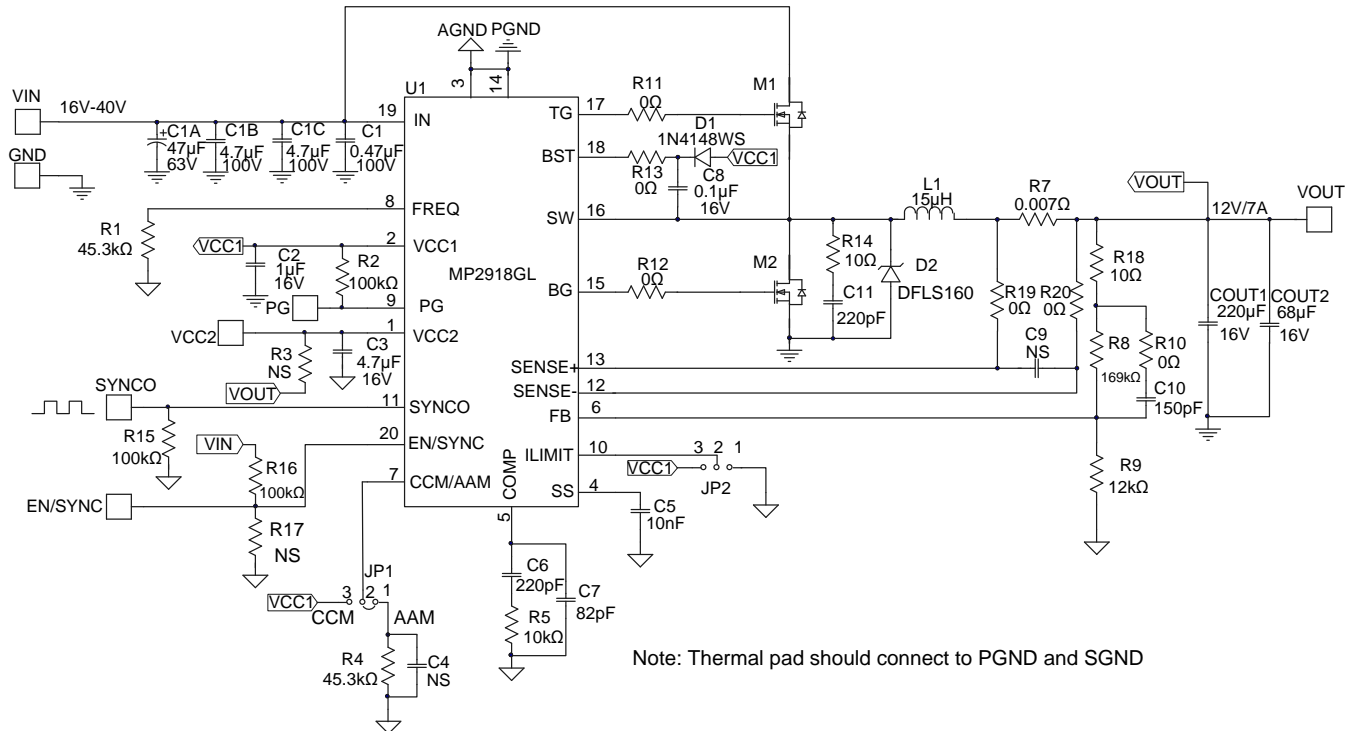 AGND PGND
3
14
U1
VIN
16V-40V
19
IN
+C1A
47µF
63V
C1B
4.7µF
100V
C1C
4.7µF
100V
C1
0.47µF
100V
GND
R1
45.3kΩ
8
FREQ
VCC1
2
VCC1
C2
1µF
16V
R2
100kΩ
MP2918GL
PG
9
PG
VCC2
1
VCC2
R3
NS
C3
4.7µF
16V
VOUT
SYNCO
11
SYNCO
R15
100kΩ
VIN
R16
100kΩ
20
EN/SYNC
7
CCM/AAM
EN/SYNC
R17
NS
JP1
VCC1
3
2
1
CCM
AAM
R4
45.3kΩ
C4
NS
COMP
5
C6
220pF
C7
82pF
R5
10kΩ
TG
17
R11
0Ω
M1
BST
18
R13
0Ω
D1
1N4148WS
VCC1
C8
0.1µF
16V
SW
16
L1
15µH
R7
0.007Ω
VOUT
VOUT
12V/7A
BG
15
R12
0Ω
M2
R14
10Ω
C11
220pF
D2
DFLS160
R19
0Ω
R20
0Ω
R18
10Ω
C9
NS
R8
169kΩ
R10
0Ω
C10
150pF
COUT1
220µF
16V
COUT2
68µF
16V
SENSE+
13
SENSE-
12
FB
6
ILIMIT
10
VCC1
3
2
1
JP2
SS
4
C5
10nF
R9
12kΩ
Note: Thermal pad should connect to PGND and SGND